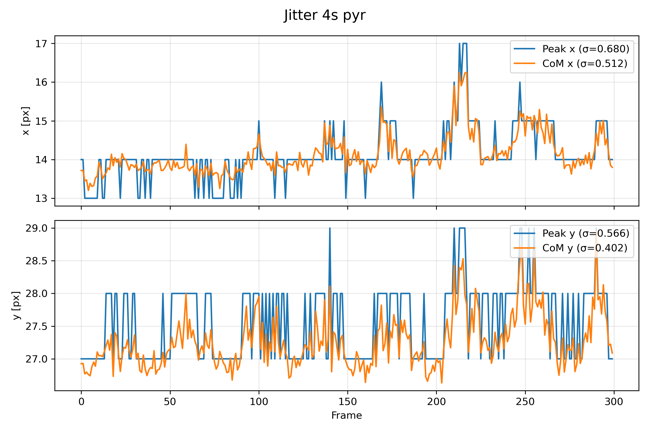 Jitter 4s pyr
17
16
15
14
13
x [px]
Peak x (σ=0.680)
CoM x (σ=0.512)
29.0
28.5
28.0
27.5
27.0
y [px]
Peak y (σ=0.566)
CoM y (σ=0.402)
0
50
100
150
200
250
300
Frame